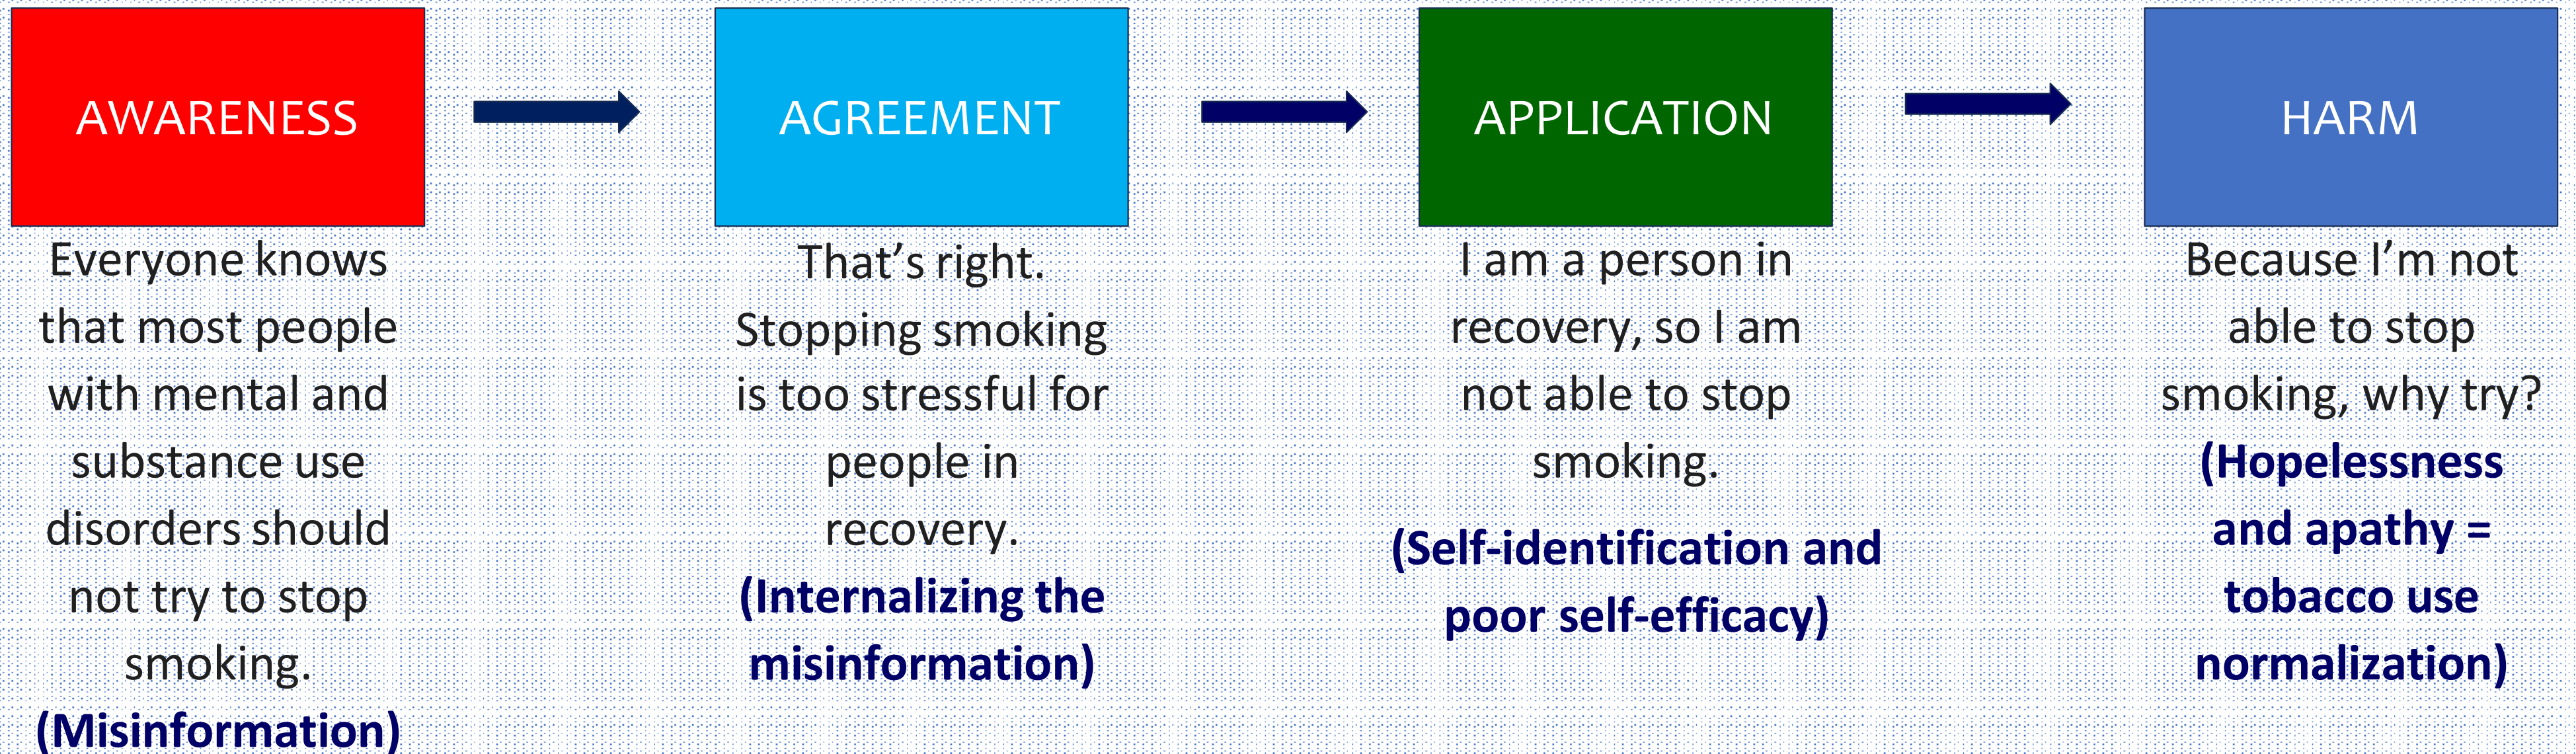 AWARENESS
Everyone knows
that most people
with mental and
substance use
disorders should
not try to stop
smoking.
(Misinformation)
AGREEMENT
That’s right.
Stopping smoking
is too stressful for
people in
recovery.
(Internalizing the
misinformation)
APPLICATION
I am a person in
recovery, so I am
not able to stop
smoking.
(Self-identification and
poor self-efficacy)
HARM
Because I’m not
able to stop
smoking, why try?
(Hopelessness
and apathy =
tobacco use
normalization)